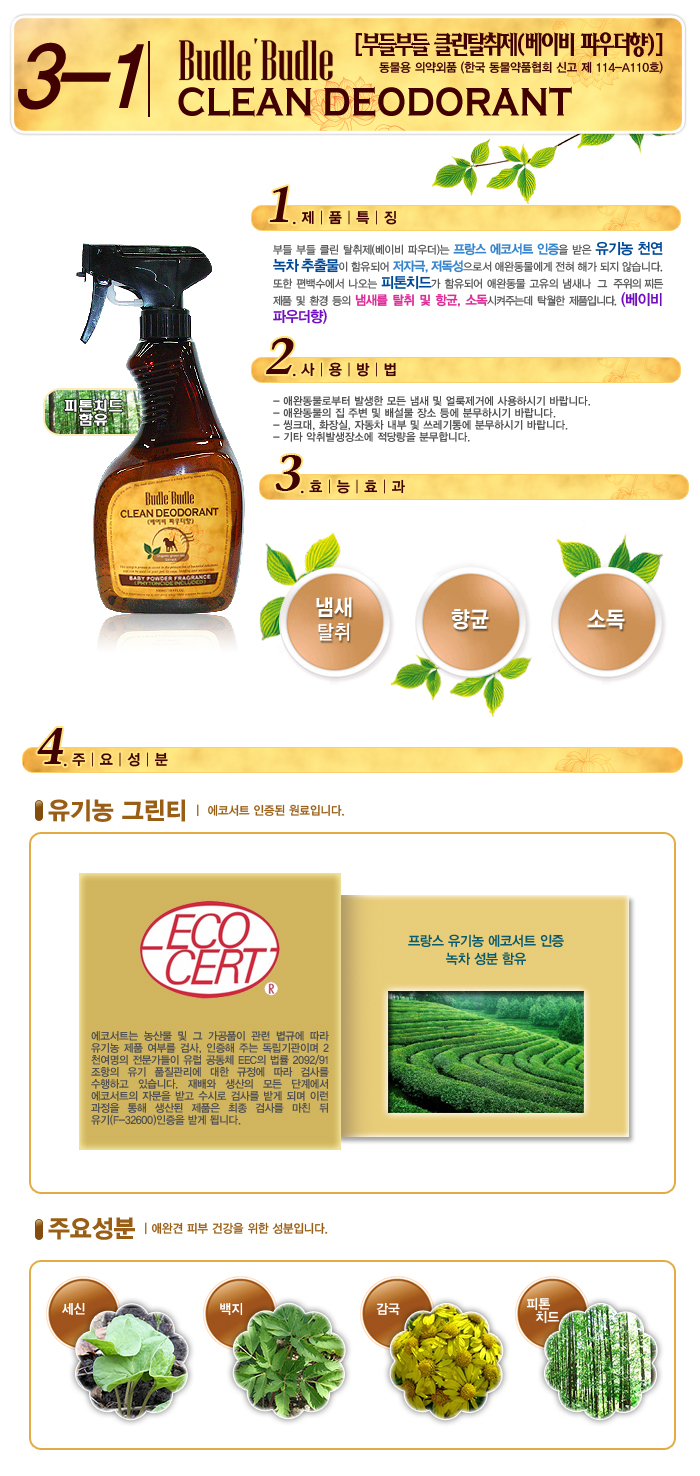 3-1
Budle'Budle
[부들부들 클린탈취제(베이비 파우더향)]
동물용 의약외품 (한국 동물약품협회 신고 제 114-A110호)
CLEAN DEODORANT
1. 제 | 품 | 특 | 징
부들 부들 클린 탈취제(베이비 파우더)는 프랑스 에코서트 인증을 받은 유기농 천연
녹차 추출물이 함유되어 저자극, 저독성으로서 애완동물에게 전혀 해가 되지 않습니다.
또한 편백수에서 나오는 피톤치드가 함유되어 애완동물 고유의 냄새나 그 주위의 찌든
제품 및 환경 등의 냄새를 탈취 및 항균, 소독시켜주는데 탁월한 제품입니다. (베이비
파우더향)
2. 사 | 용 | 방 | 법
- 애완동물로부터 발생한 모든 냄새 및 얼룩제거에 사용하시기 바랍니다.
- 애완동물의 집 주변 및 배설물 장소 등에 분무하시기 바랍니다.
- 씽크대, 화장실, 자동차 내부 및 쓰레기통에 분무하시기 바랍니다.
- 기타 악취발생장소에 적당량을 분무합니다.
피톤치드
함유
Budle'Budle
CLEAN DEODORANT
(베이비 파우더향)
BABY POWDER FRAGRANCE
(PHYTONCIDE INCLUDED)
3. 효 | 능 | 효 | 과
냄새
탈취
향균
소독
4. 주 | 요 | 성 | 분
유기농 그린티 | 에코서트 인증된 원료입니다.
ECO
CERT
R
에코서트는 농산물 및 그 가공품이 관련 법규에 따라
유기농 제품 여부를 검사, 인증해 주는 독립기관이며 2
천여명의 전문가들이 유럽 공동체 EEC의 법률 2092/91
조항의 유기 품질관리에 대한 규정에 따라 검사를
수행하고 있습니다. 재배와 생산의 모든 단계에서
에코서트의 자문을 받고 수시로 검사를 받게 되며 이런
과정을 통해 생산된 제품은 최종 검사를 마친 뒤
유기(F-32600)인증을 받게 됩니다.
프랑스 유기농 에코서트 인증
녹차 성분 함유
주요성분 | 애완견 피부 건강을 위한 성분입니다.
세신
백지
감국
피톤
치드